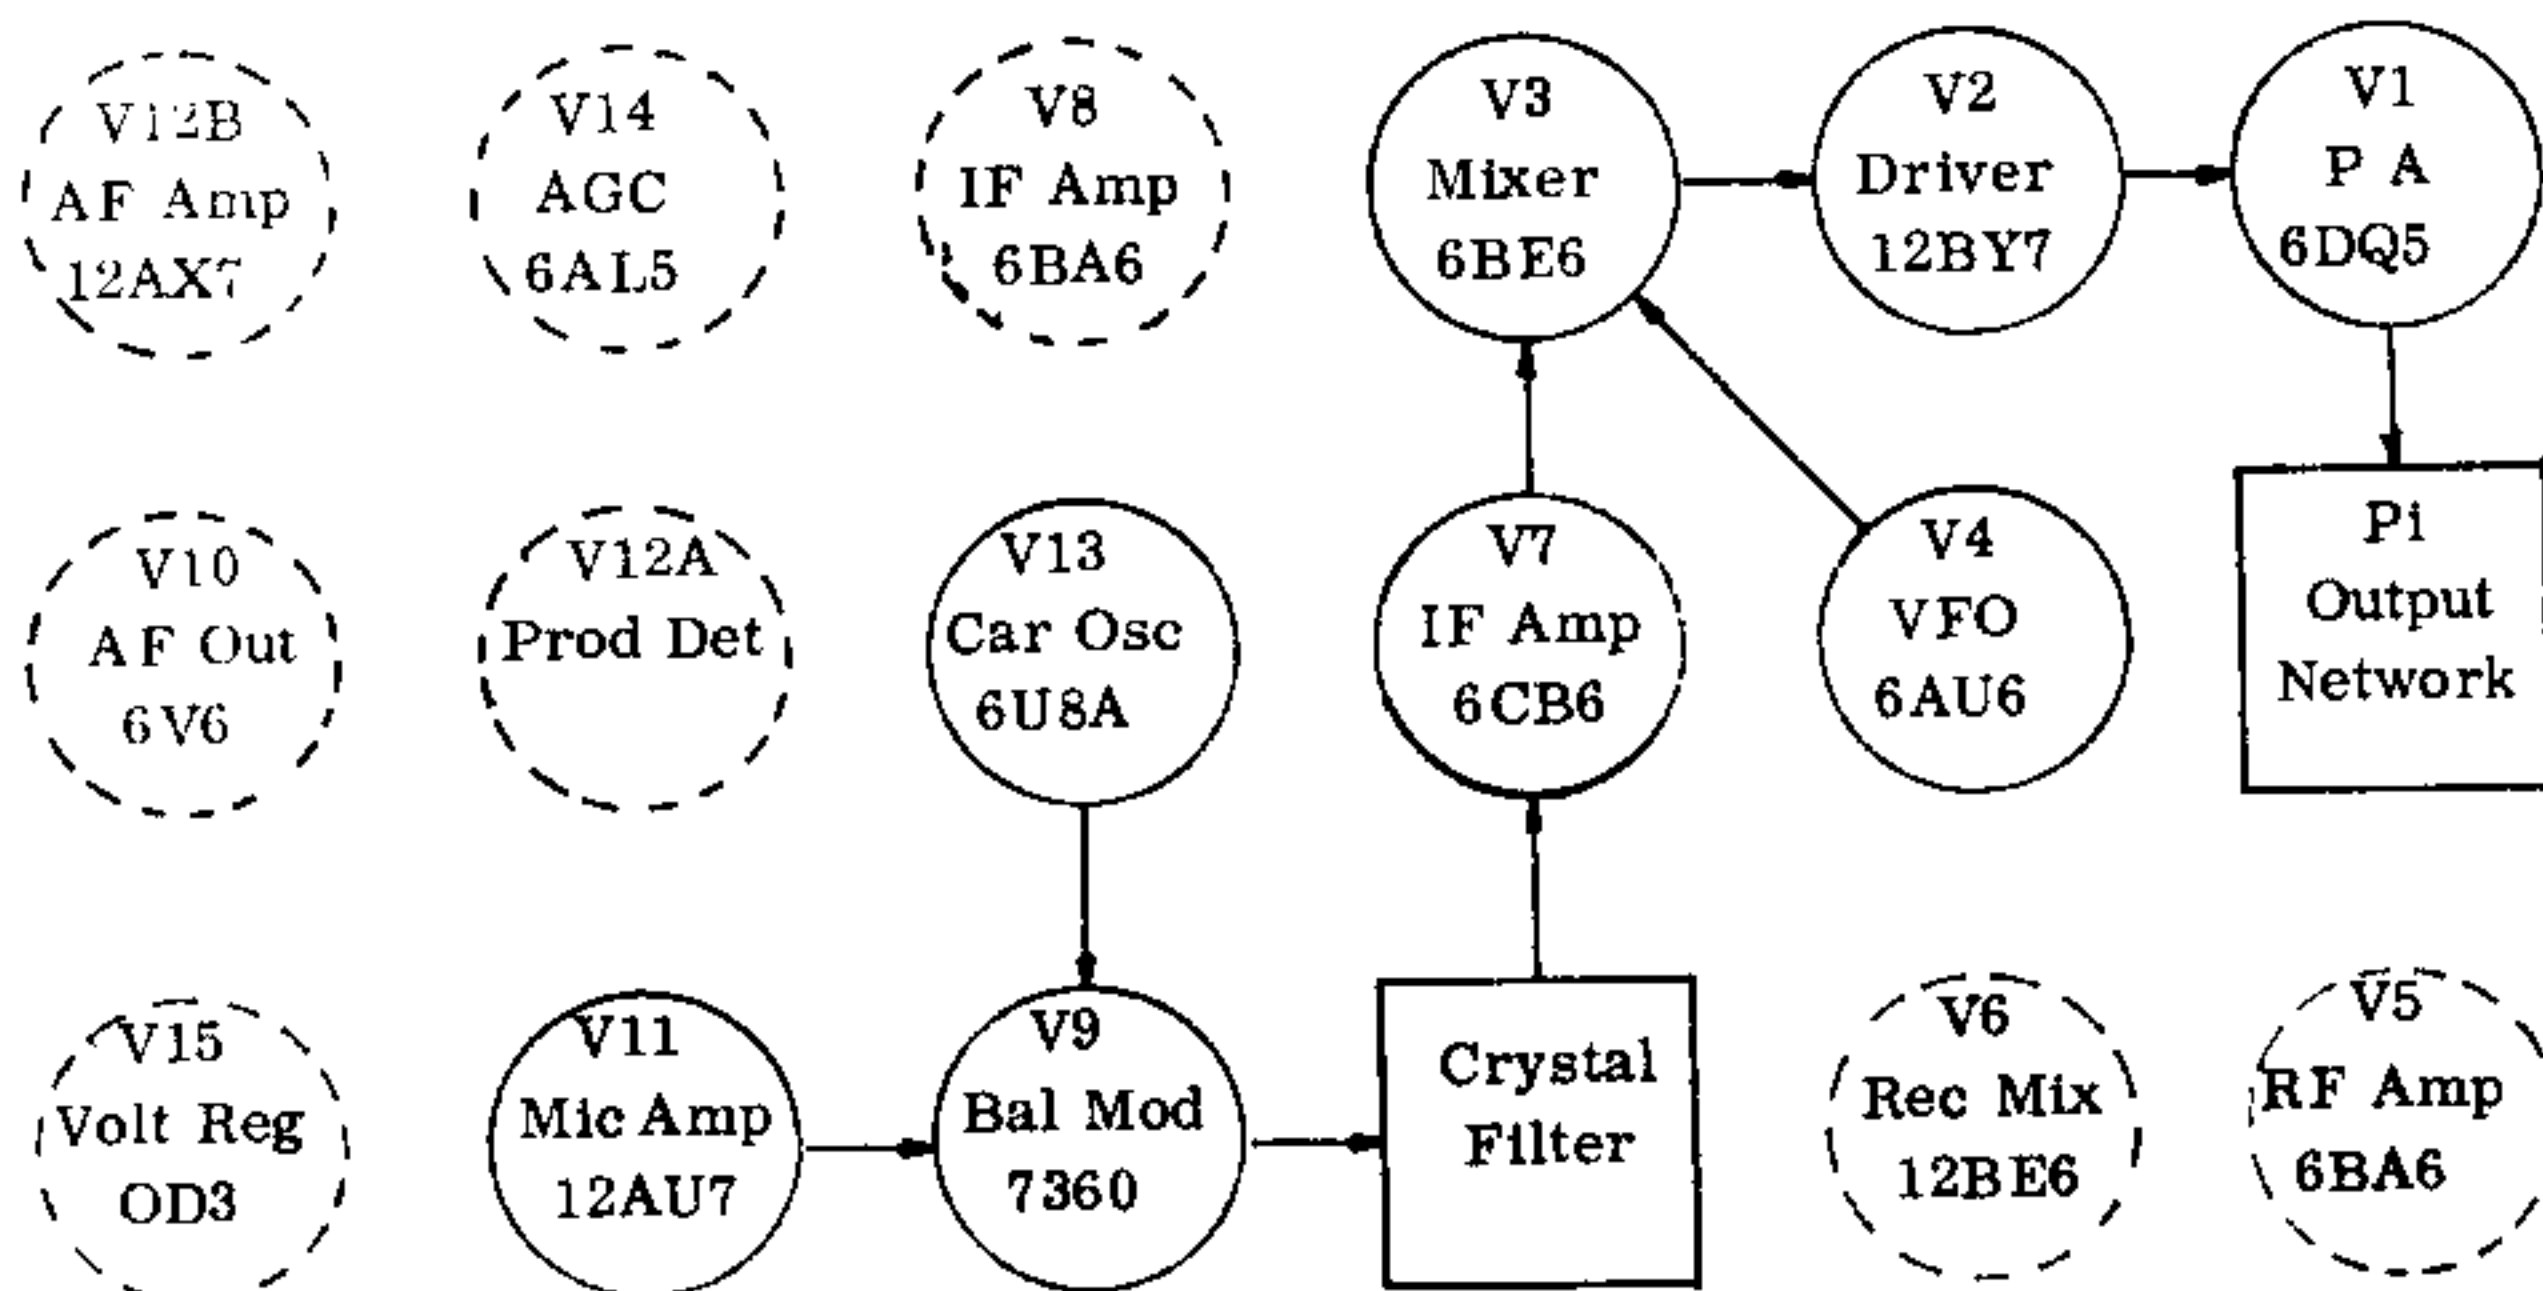 V12B
AF Amp
12AX7
V14
AGC
6AL5
V8
IF Amp
6BA6
V3
Mixer
6BE6
V2
Driver
12BY7
V1
P A
6DQ5
V10
AF Out
6V6
V12A
Prod Det
V13
Car Osc
6U8A
V7
IF Amp
6CB6
V4
VFO
6AU6
Pi
Output
Network
V15
Volt Reg
OD3
V11
Mic Amp
12AU7
V9
Bal Mod
7360
Crystal
Filter
V6
Rec Mix
12BE6
V5
RF Amp
6BA6